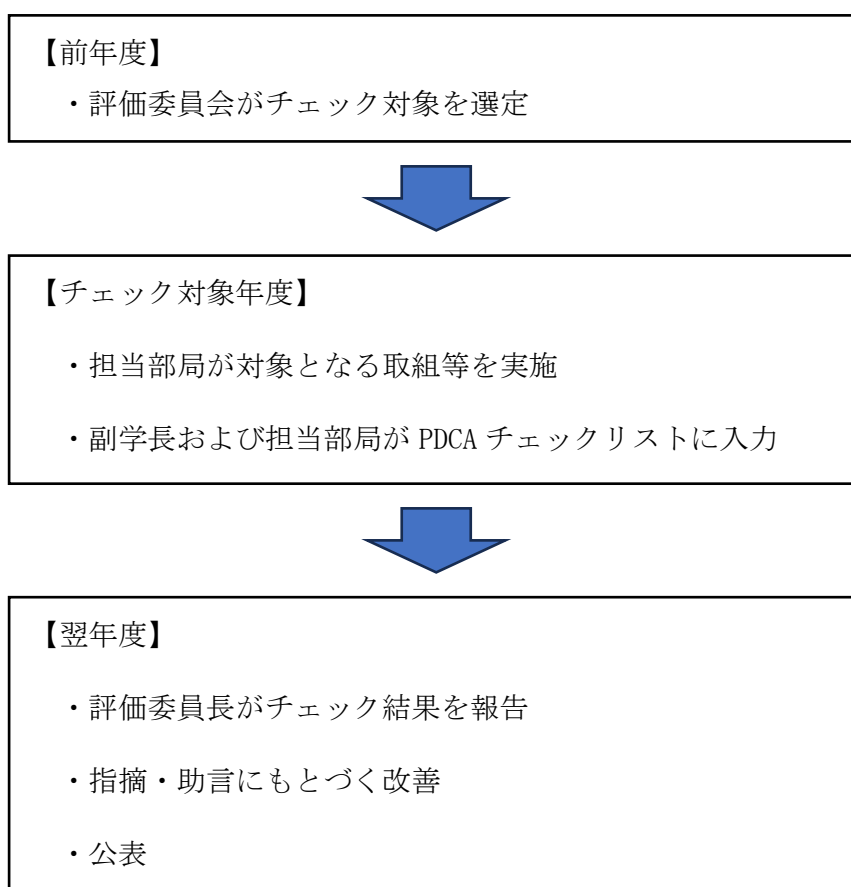 【前年度】
・評価委員会がチェック対象を選定
【チェック対象年度】
・担当部局が対象となる取組等を実施
・副学長および担当部局が PDCA チェックリストに入力
【翌年度】
・評価委員長がチェック結果を報告
・指摘・助言にもとづく改善
・公表